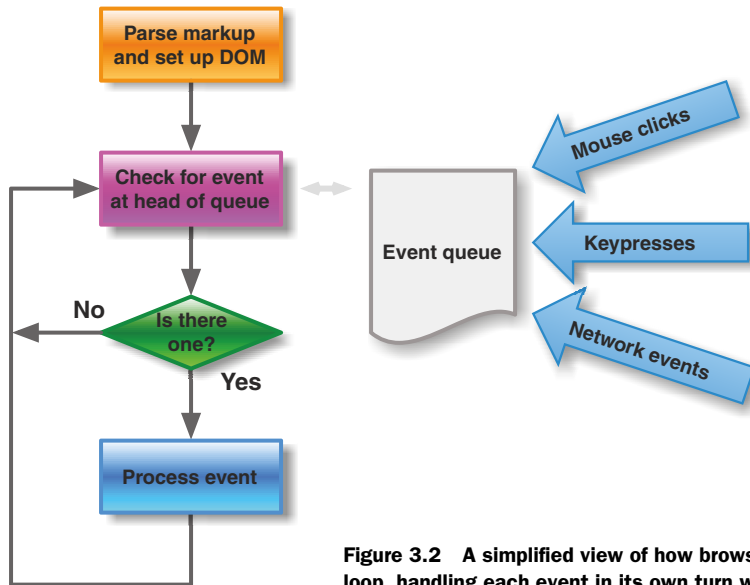 Parse markup
and set up DOM
Check for event
at head of queue
Is there
one?
No
Yes
Process event
Event queue
Mouse clicks
Keypresses
Network events
Figure 3.2 A simplified view of how brows
loop, handling each event in its own turn w